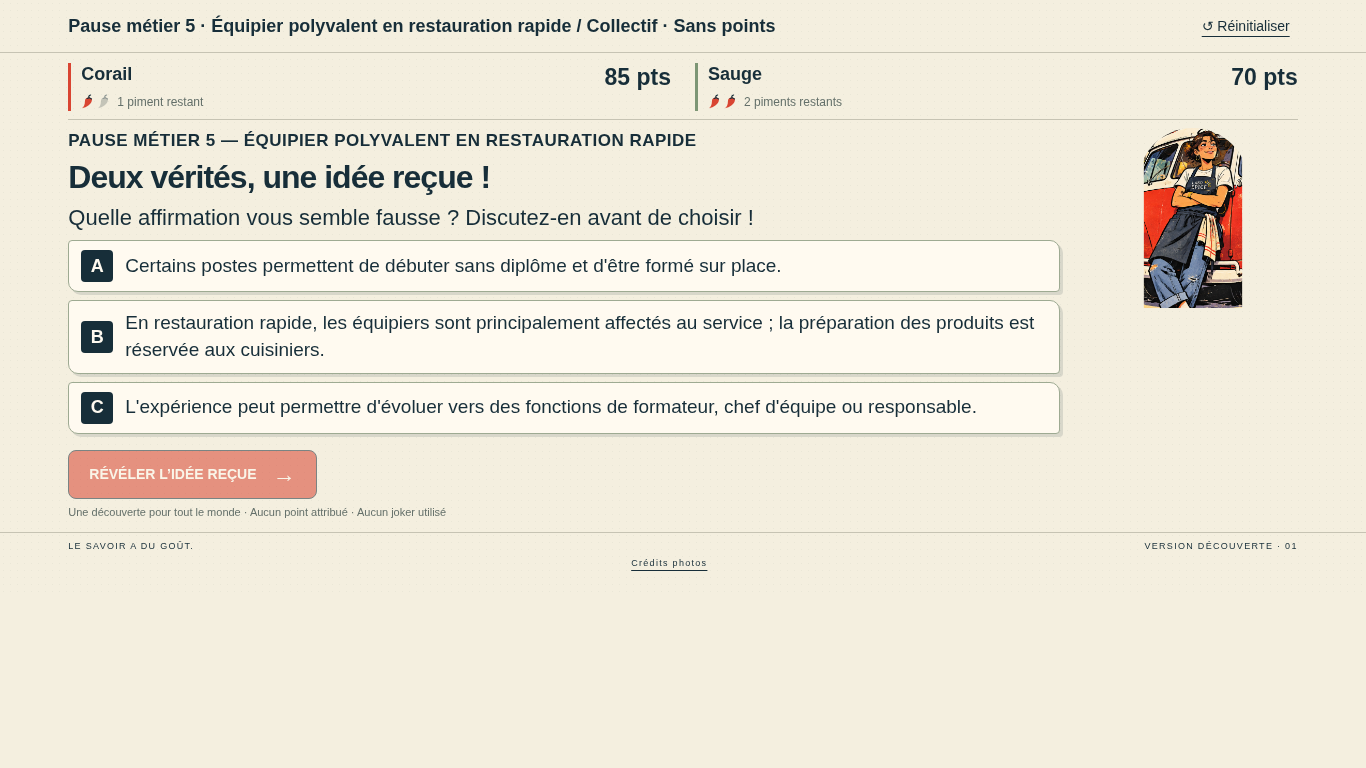 Pause métier 5 · Équipier polyvalent en restauration rapide / Collectif · Sans points
↺ Réinitialiser
Corail
85 pts
1 piment restant
Sauge
70 pts
2 piments restants
PAUSE MÉTIER 5 — ÉQUIPIER POLYVALENT EN RESTAURATION RAPIDE
Deux vérités, une idée reçue !
Quelle affirmation vous semble fausse ? Discutez-en avant de choisir !
A Certains postes permettent de débuter sans diplôme et d'être formé sur place.
B En restauration rapide, les équipiers sont principalement affectés au service ; la préparation des produits est
réservée aux cuisiniers.
C L'expérience peut permettre d'évoluer vers des fonctions de formateur, chef d'équipe ou responsable.
RÉVÉLER L’IDÉE REÇUE →
Une découverte pour tout le monde · Aucun point attribué · Aucun joker utilisé
LE SAVOIR A DU GOÛT.
VERSION DÉCOUVERTE · 01
Crédits photos